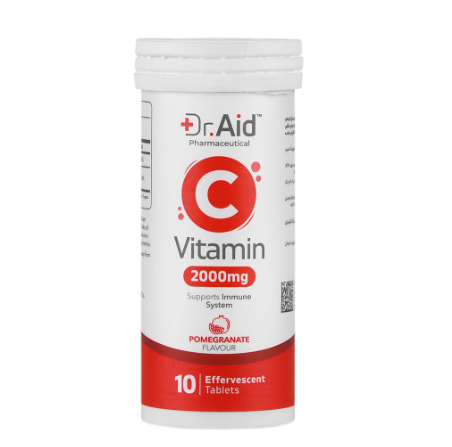 Dr.Aid™
Pharmaceutical
C
Vitamin
2000mg
Supports Immune
System
POMEGRANATE
FLAVOUR
10 Effervescent
Tablets